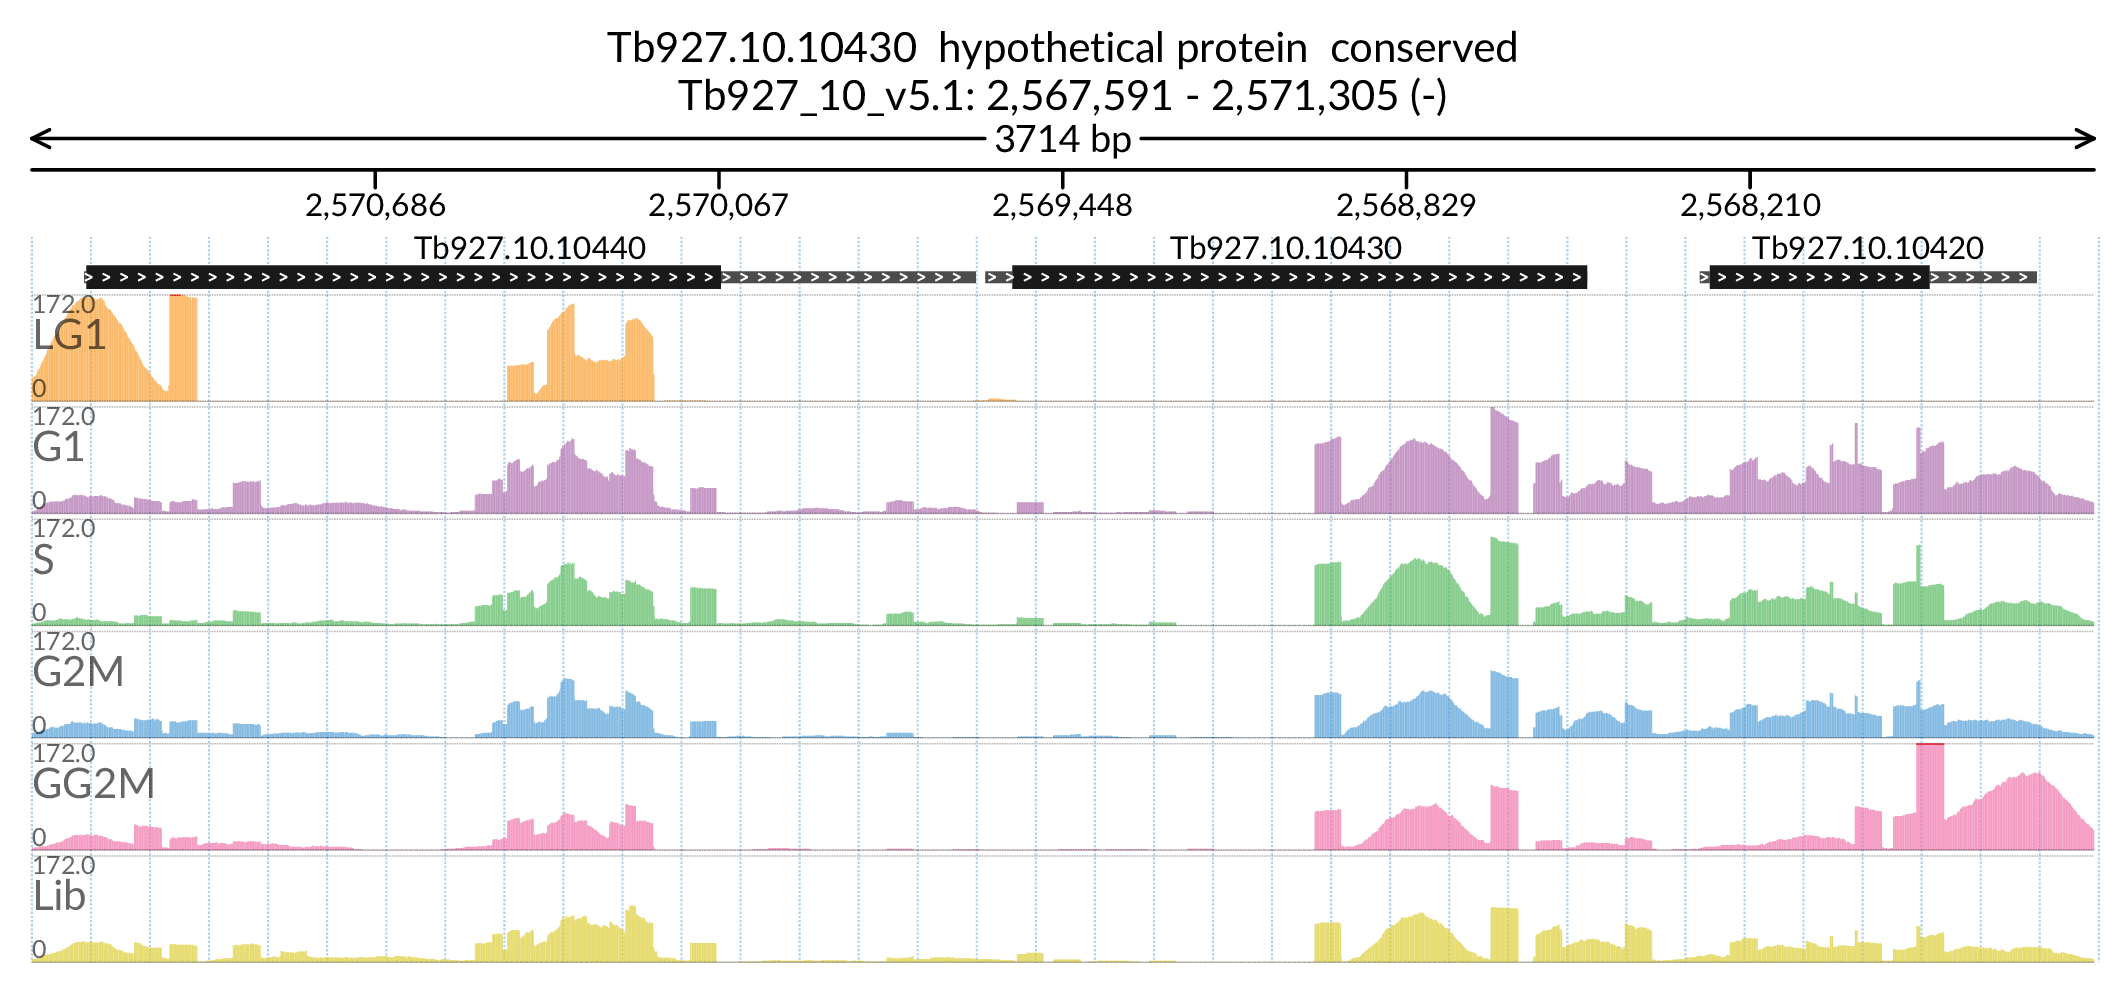 Tb927.10.10430 hypothetical protein conserved
Tb927_10_v5.1: 2,567,591 - 2,571,305 (-)
3714 bp
2,570,686 2,570,067 2,569,448 2,568,829 2,568,210
Tb927.10.10440 Tb927.10.10430 Tb927.10.10420
172.0
LG1
0
172.0
G1
0
172.0
S
0
172.0
G2M
0
172.0
GG2M
0
172.0
Lib
0